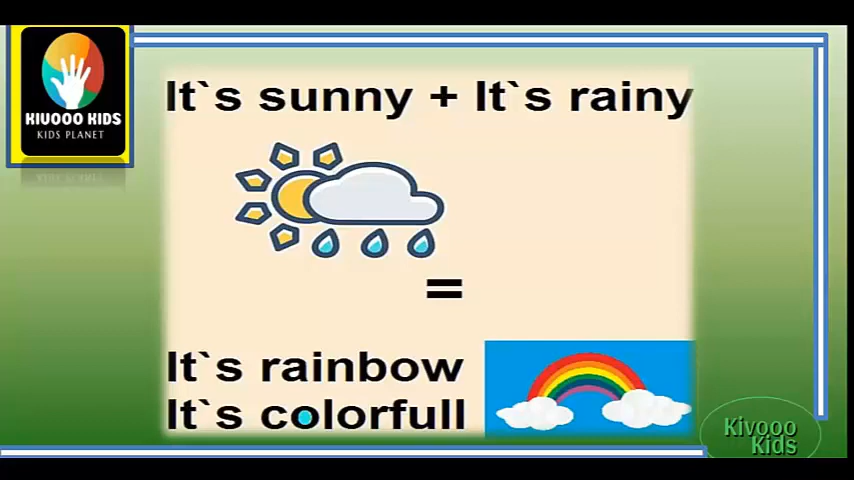 KIVOOO KIDS
KIDS PLANET
It`s sunny + It`s rainy
=
It`s rainbow
It`s colorfull
Kivooo
Kids